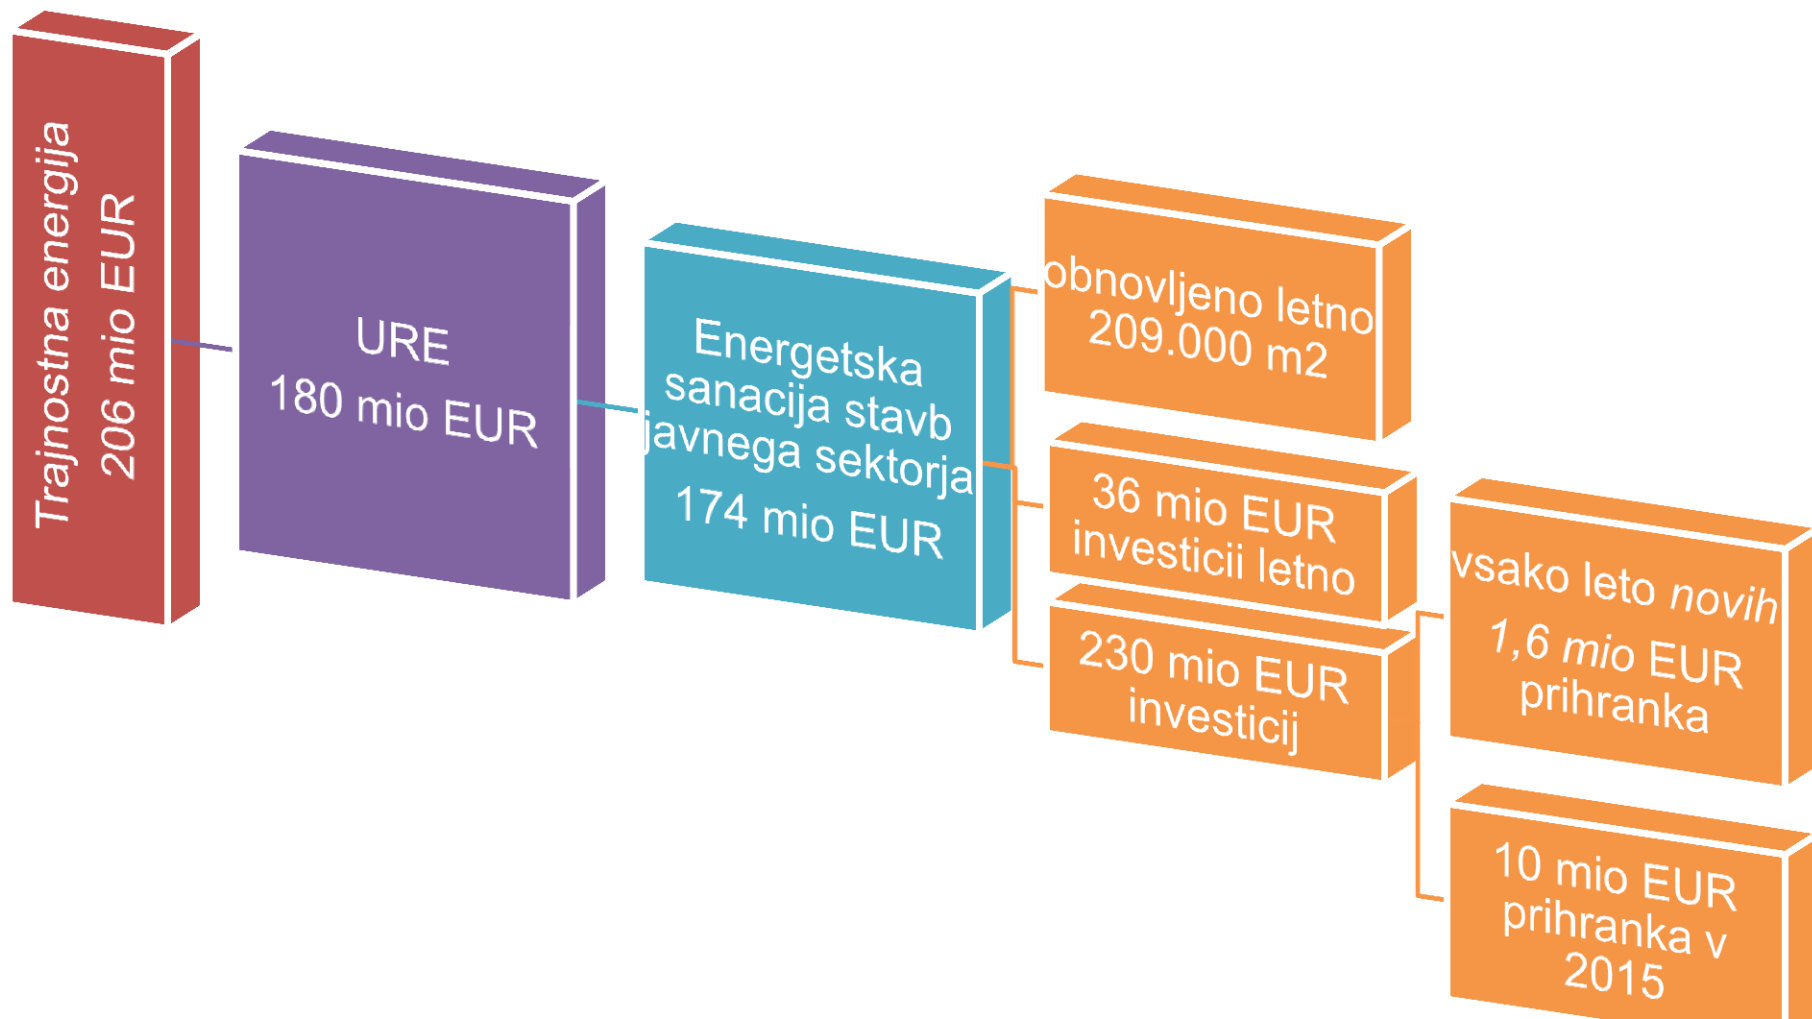 Trajnostna energija
206 mio EUR
URE
180 mio EUR
Energetska
sanacija stavb
javnega sektorja
174 mio EUR
obnovljeno letno
209.000 m2
36 mio EUR
investicii letno
230 mio EUR
investicij
vsako leto novih
1,6 mio EUR
prihranka
10 mio EUR
prihranka v
2015